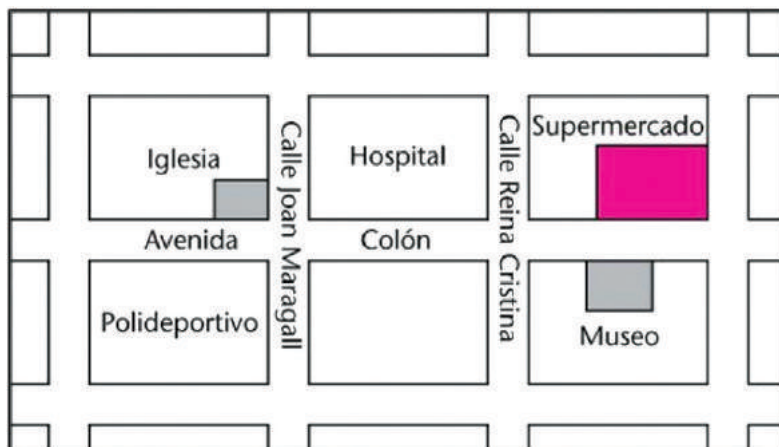 Iglesia
Calle Joan Maragall
Hospital
Calle Reina Cristina
Supermercado
Avenida Colón
Polideportivo
Museo